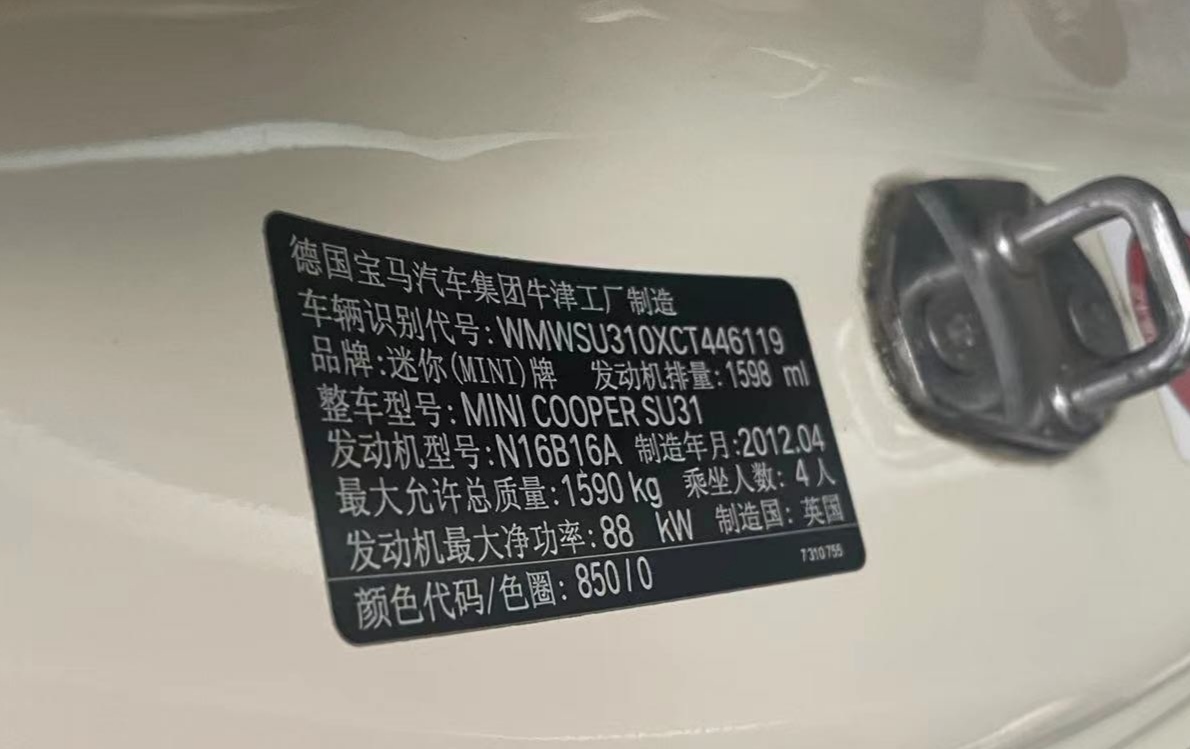 德国宝马汽车集团牛津工厂制造
车辆识别代号:WMWSU310XCT446119
品牌:迷你(MINI)牌 发动机排量:1598 ml
整车型号:MINI COOPER SU31
发动机型号:N16B16A 制造年月:2012.04
最大允许总质量:1590 kg 乘坐人数: 4 人
发动机最大净功率:88 kW 制造国: 英国
7 310 755
颜色代码/色圈: 850 / 0